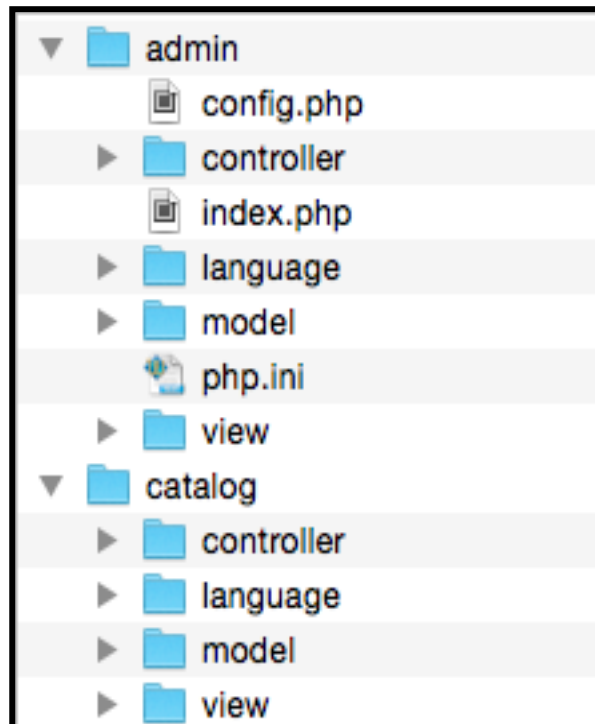 admin
config.php
controller
index.php
language
model
php.ini
view
catalog
controller
language
model
view